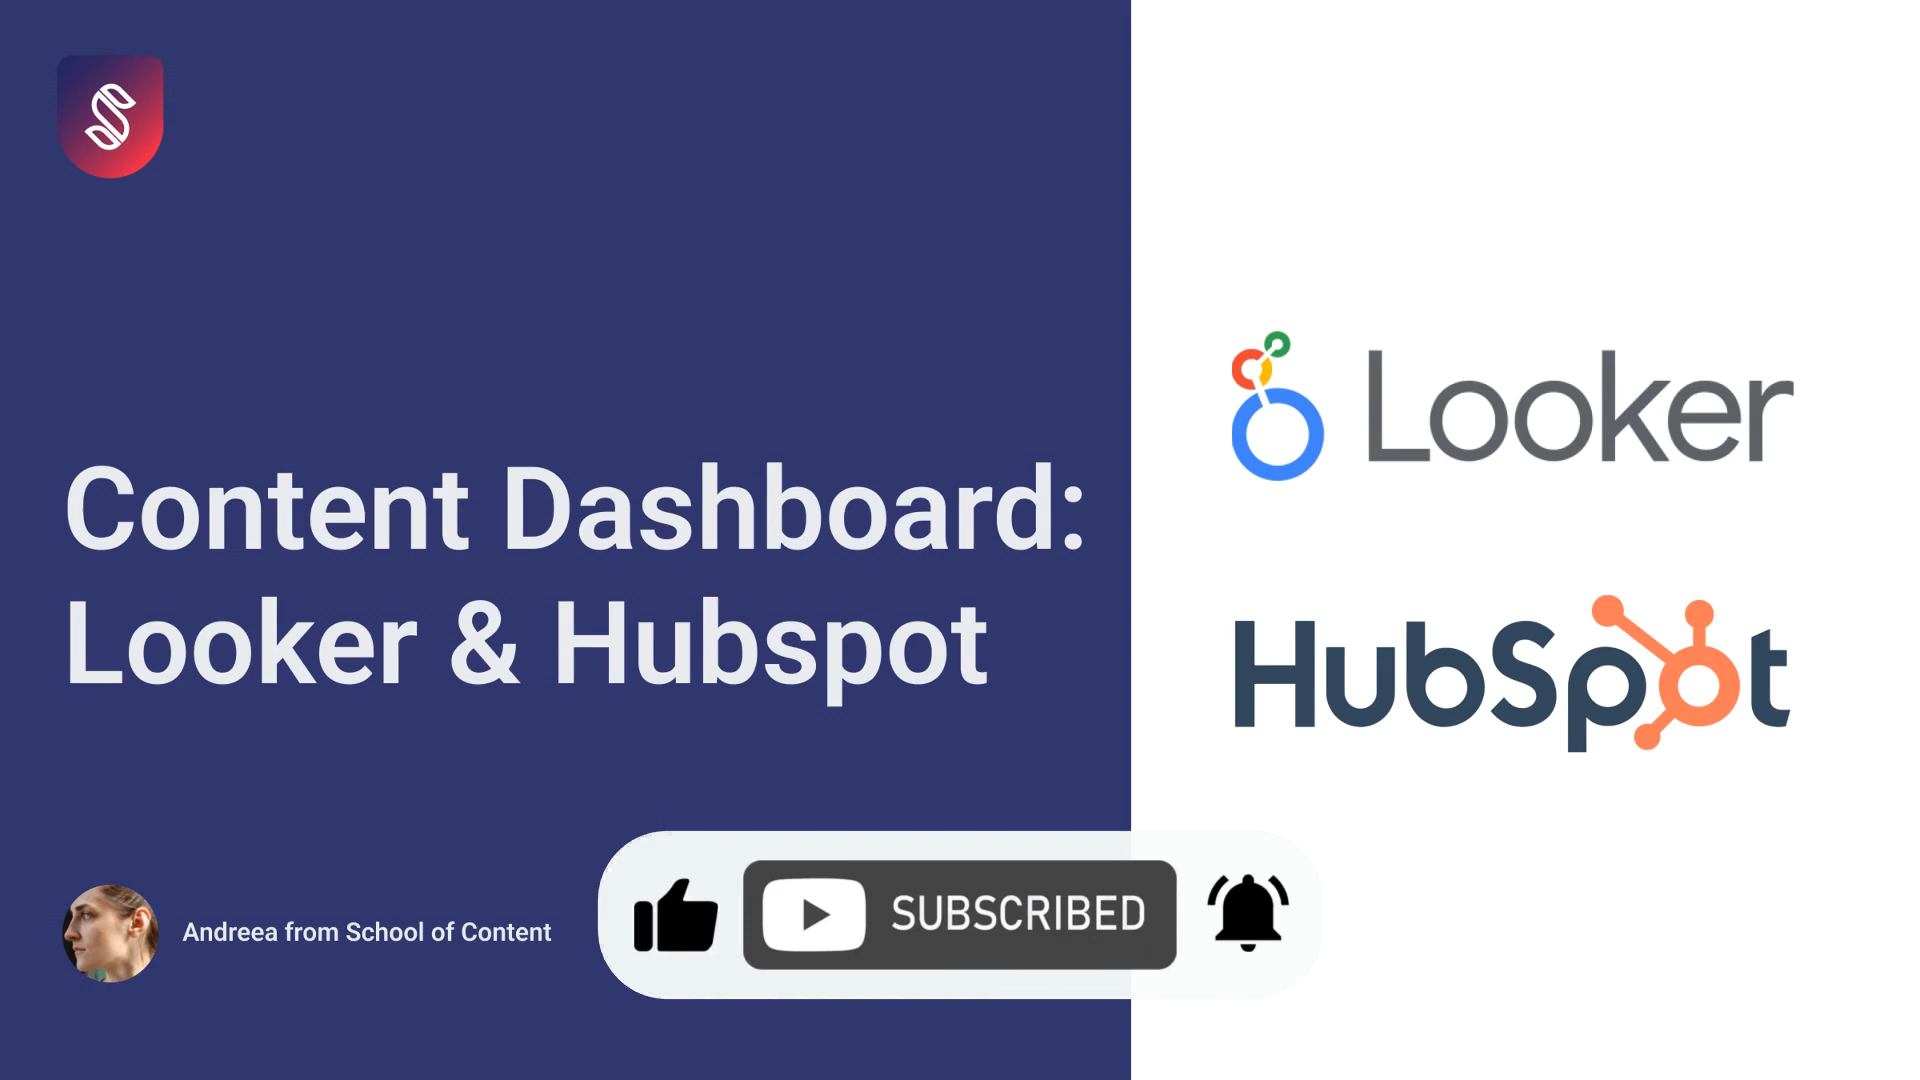 Content Dashboard:
Looker & Hubspot
Looker
HubSpot
Andreea from School of Content
SUBSCRIBED